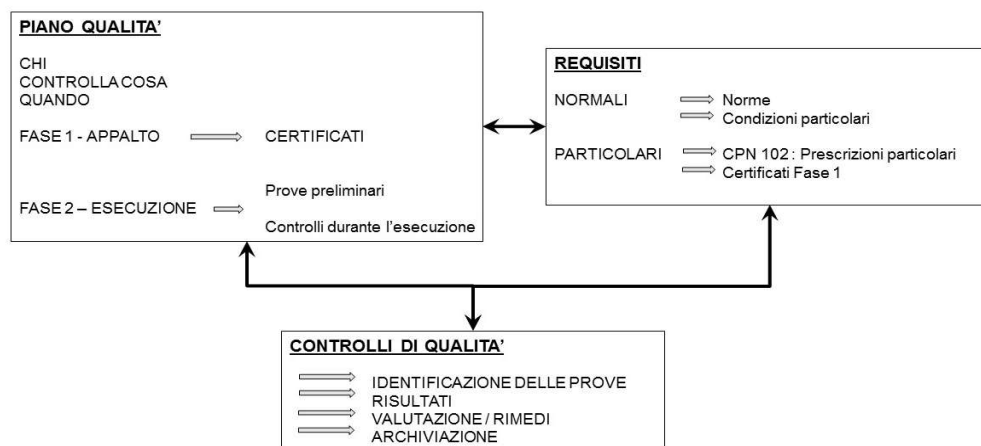 PIANO QUALITA’
CHI
CONTROLLA COSA
QUANDO
FASE 1 - APPALTO
CERTIFICATI
Prove preliminari
FASE 2 – ESECUZIONE
Controlli durante l’esecuzione
REQUISITI
NORMALI
Norme
Condizioni particolari
PARTICOLARI
CPN 102 : Prescrizioni particolari
Certificati Fase 1
CONTROLLI DI QUALITA’
IDENTIFICAZIONE DELLE PROVE
RISULTATI
VALUTAZIONE / RIMEDI
ARCHIVIAZIONE